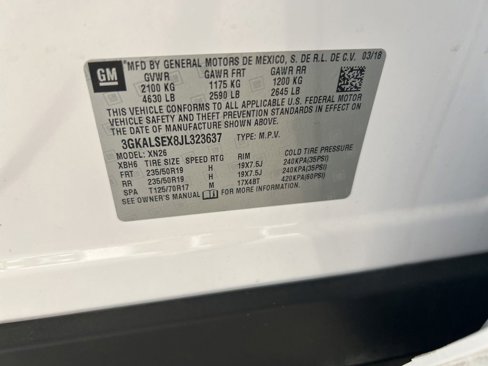 GM
MFD BY GENERAL MOTORS DE MEXICO, S. DE R.L. DE C.V. 03/18
GVWR GAWR FRT GAWR RR
2100 KG 1175 KG 1200 KG
4630 LB 2590 LB 2645 LB
THIS VEHICLE CONFORMS TO ALL APPLICABLE U.S. FEDERAL MOTOR
VEHICLE SAFETY AND THEFT PREVENTION STANDARDS IN EFFECT ON
THE DATE OF MANUFACTURE SHOWN ABOVE.
3GKALSEX8JL323637 TYPE: M.P.V.
MODEL: XN26
XBH6 TIRE SIZE SPEED RTG RIM COLD TIRE PRESSURE
FRT 235/50R19 H 19X7.5J 240KPA(35PSI)
RR 235/50R19 H 19X7.5J 240KPA(35PSI)
SPA T125/70R17 M 17X4BT 420KPA(60PSI)
SEE OWNER'S MANUAL FOR MORE INFORMATION.